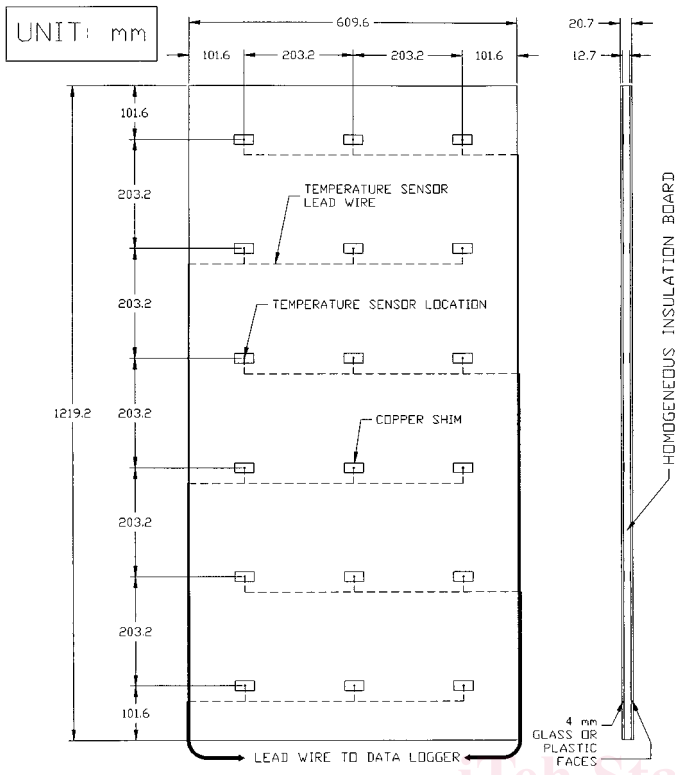 UNIT: mm
609.6
20.7
101.6 203.2 203.2 101.6
12.7
101.6
203.2
TEMPERATURE SENSOR
LEAD WIRE
203.2
TEMPERATURE SENSOR LOCATION
1219.2
203.2
COPPER SHIM
203.2
203.2
101.6
HOMOGENEOUS INSULATION BOARD
4 mm
GLASS OR
PLASTIC
FACES
LEAD WIRE TO DATA LOGGER
iTeh Sta